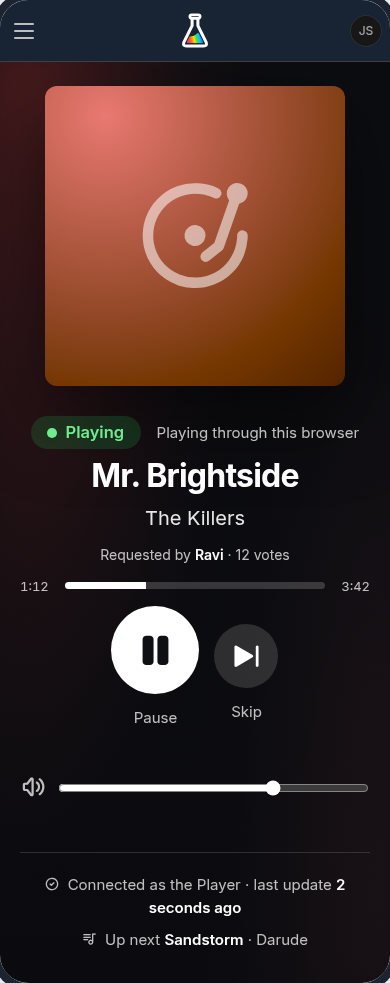 JS
Playing
Playing through this browser
Mr. Brightside
The Killers
Requested by Ravi · 12 votes
1:12
3:42
Pause
Skip
Connected as the Player · last update 2
seconds ago
Up next Sandstorm · Darude